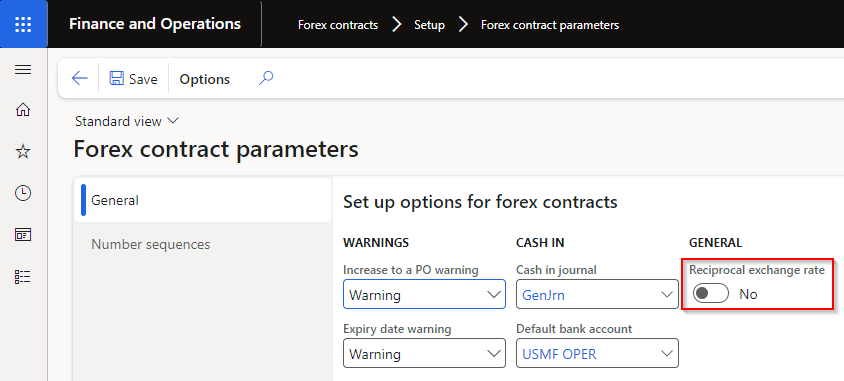 Finance and Operations
Forex contracts > Setup > Forex contract parameters
Save Options
Standard view
Forex contract parameters
General
Number sequences
Set up options for forex contracts
WARNINGS
Increase to a PO warning
Warning
Expiry date warning
Warning
CASH IN
Cash in journal
GenJrn
Default bank account
USMF OPER
GENERAL
Reciprocal exchange rate
No